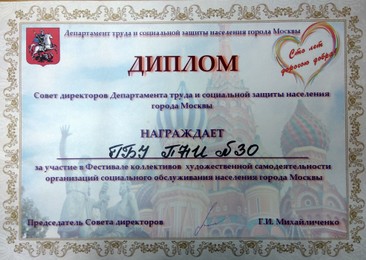 Департамент труда и социальной защиты населения города Москвы
Сто лет
дорогою добра
ДИПЛОМ
Совет директоров Департамента труда и социальной защиты населения
города Москвы
НАГРАЖДАЕТ
ГБУ ПНИ №30
за участие в Фестивале коллективов художественной самодеятельности
организаций социального обслуживания населения города Москвы
Председатель Совета директоров
Г.И. Михайличенко